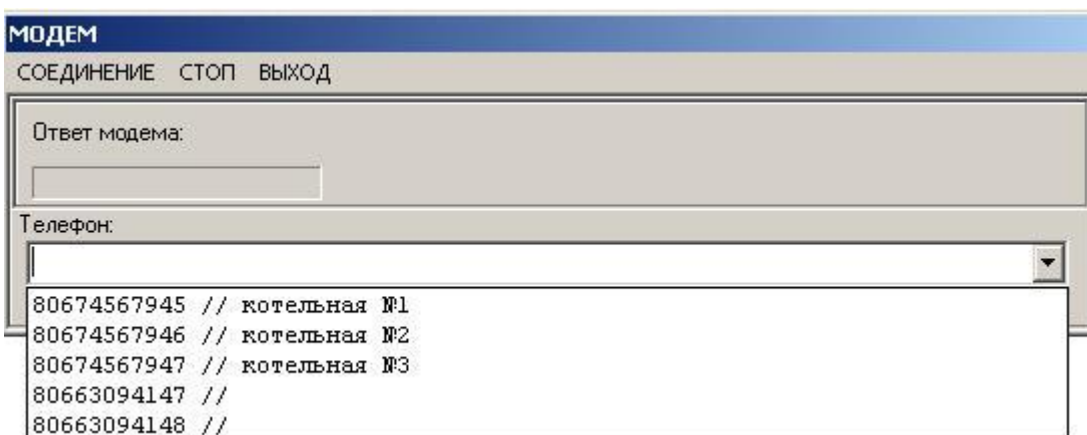 МОДЕМ
СОЕДИНЕНИЕ СТОП ВЫХОД
Ответ модема:
Телефон:
80674567945 // котельная №1
80674567946 // котельная №2
80674567947 // котельная №3
80663094147 //
80663094148 //